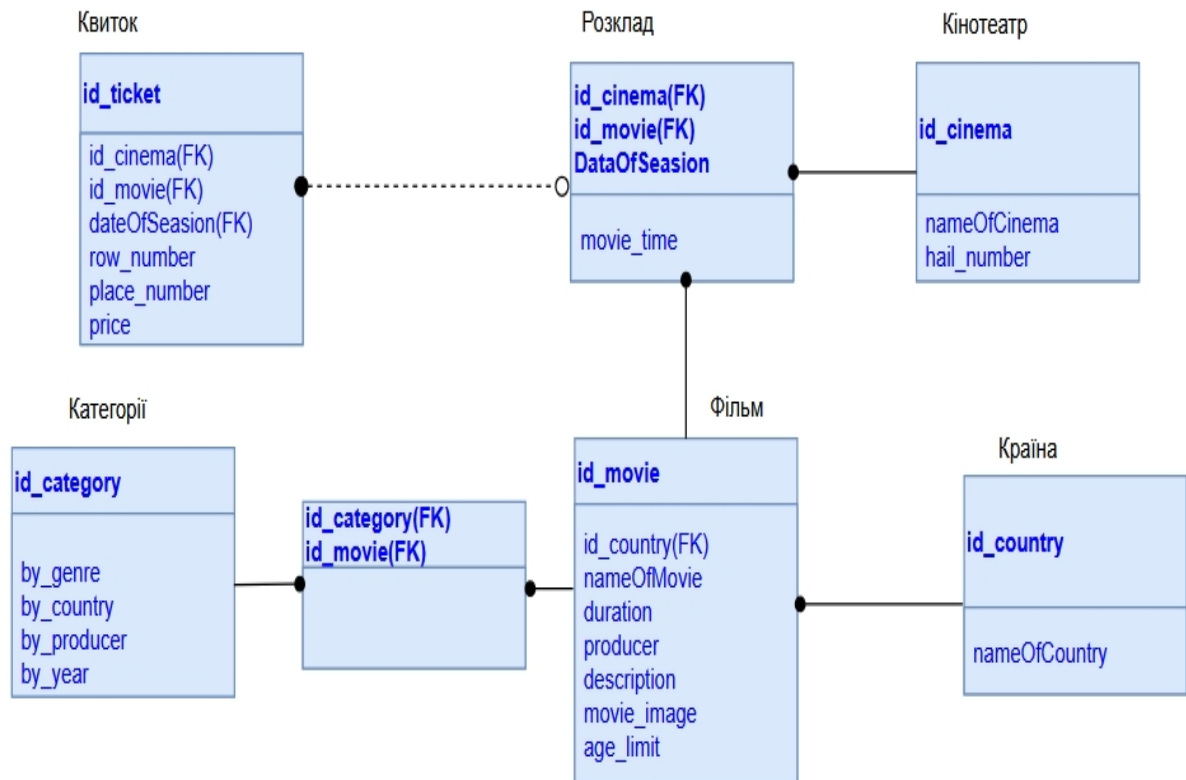 Квиток
id_ticket
id_cinema(FK)
id_movie(FK)
dateOfSeasion(FK)
row_number
place_number
price
Розклад
id_cinema(FK)
id_movie(FK)
DataOfSeasion
movie_time
Кінотеатр
id_cinema
nameOfCinema
hail_number
Категорії
id_category
by_genre
by_country
by_producer
by_year
id_category(FK)
id_movie(FK)
Фільм
id_movie
id_country(FK)
nameOfMovie
duration
producer
description
movie_image
age_limit
Країна
id_country
nameOfCountry